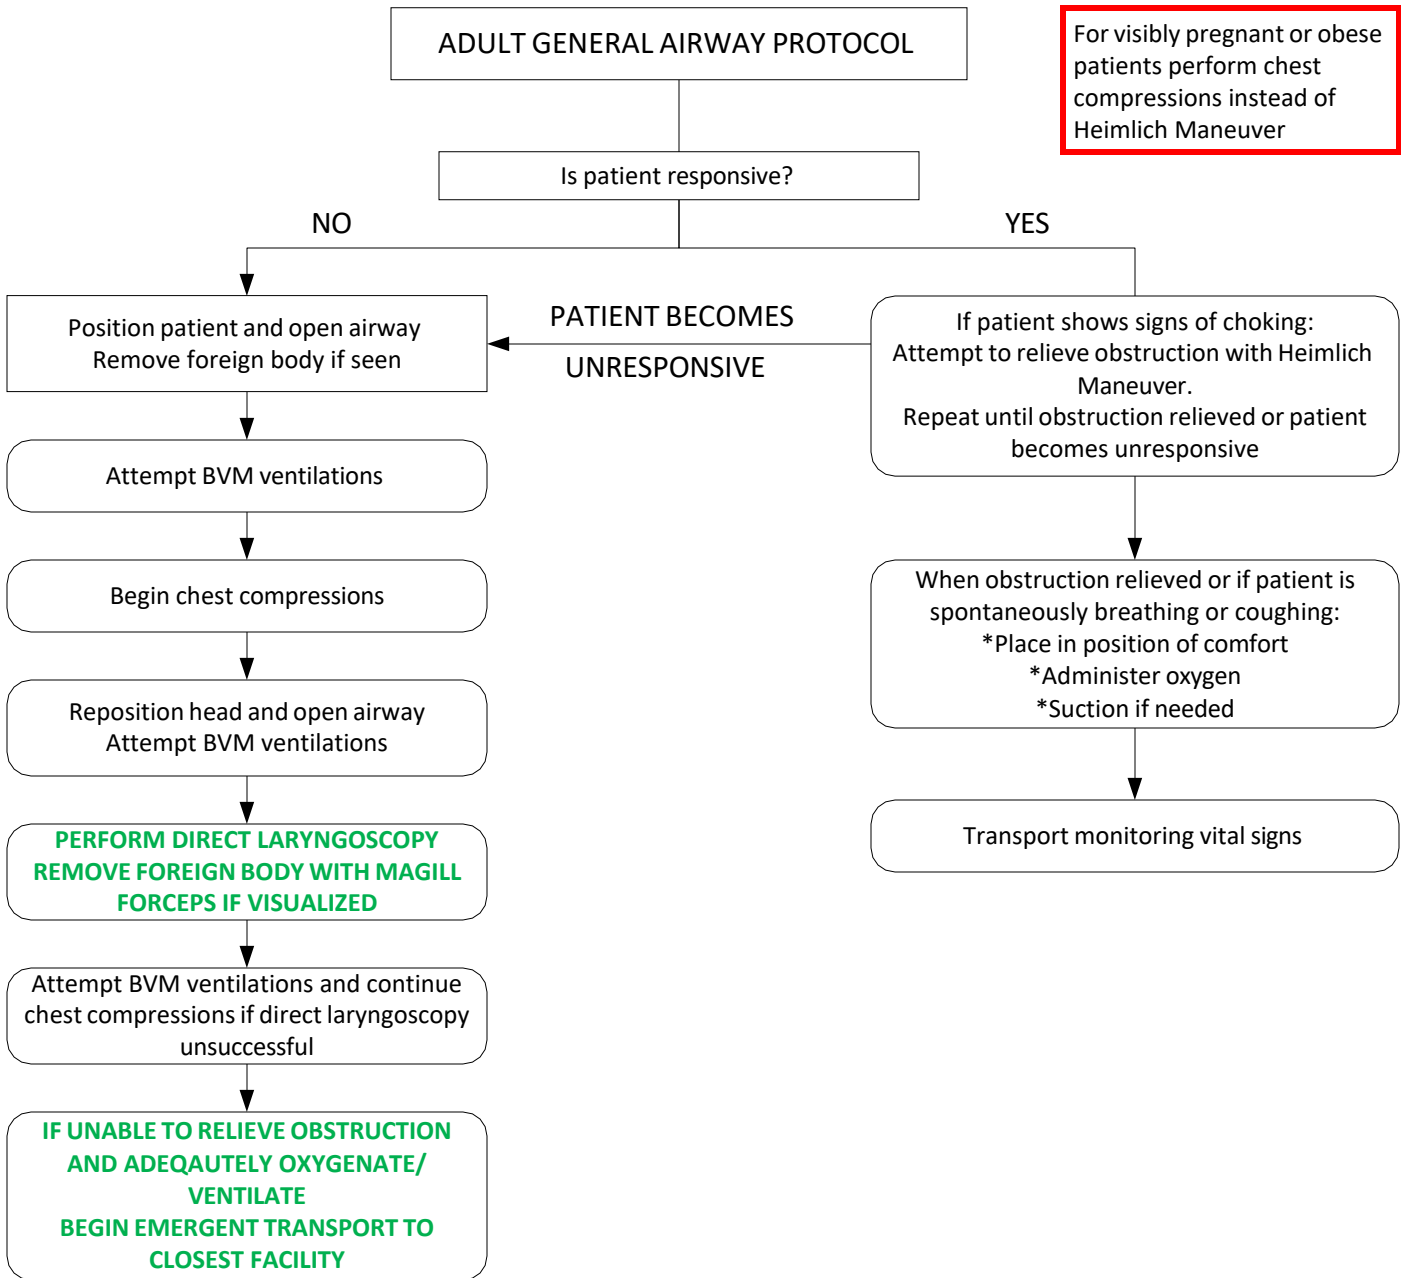 ADULT GENERAL AIRWAY PROTOCOL
For visibly pregnant or obese
patients perform chest
compressions instead of
Heimlich Maneuver
Is patient responsive?
NO
YES
Position patient and open airway
Remove foreign body if seen
PATIENT BECOMES
UNRESPONSIVE
If patient shows signs of choking:
Attempt to relieve obstruction with Heimlich
Maneuver.
Repeat until obstruction relieved or patient
becomes unresponsive
Attempt BVM ventilations
Begin chest compressions
When obstruction relieved or if patient is
spontaneously breathing or coughing:
*Place in position of comfort
*Administer oxygen
*Suction if needed
Reposition head and open airway
Attempt BVM ventilations
Transport monitoring vital signs
PERFORM DIRECT LARYNGOSCOPY
REMOVE FOREIGN BODY WITH MAGILL
FORCEPS IF VISUALIZED
Attempt BVM ventilations and continue
chest compressions if direct laryngoscopy
unsuccessful
IF UNABLE TO RELIEVE OBSTRUCTION
AND ADEQAUTELY OXYGENATE/
VENTILATE
BEGIN EMERGENT TRANSPORT TO
CLOSEST FACILITY